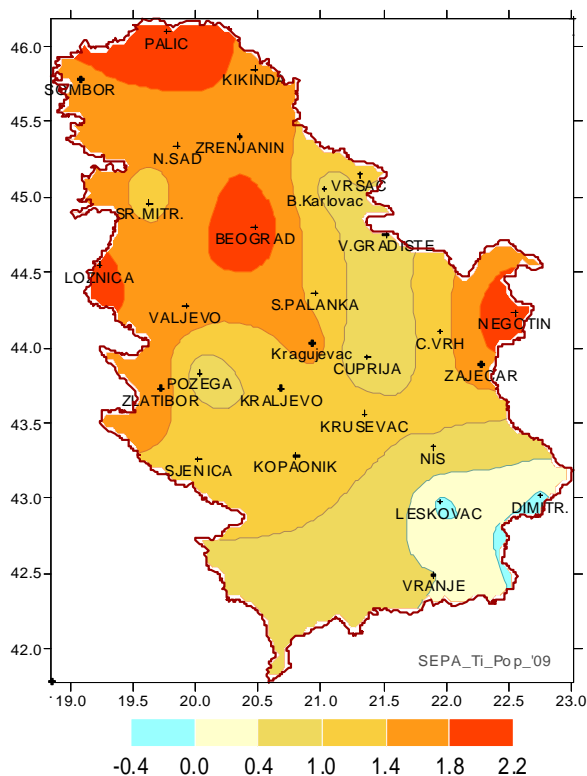 46.0
PALIC
KIKINDA
SOMBOR
45.5
ZRENJANIN
N.SAD
VRSAC
B.Karlovac
45.0
SR.MITR.
BEOGRAD
V.GRADISTE
44.5
LOZNICA
S.PALANKA
VALJEVO
NEGOTIN
C.VRH
44.0
Kragujevac
CUPRIJA
ZAJECAR
POZEGA
ZLATIBOR
KRALJEVO
43.5
KRUSEVAC
NIS
SJENICA
KOPAONIK
43.0
LESKOVAC
DIMITR.
42.5
VRANJE
42.0
SEPA_Ti_Pop_'09
19.0 19.5 20.0 20.5 21.0 21.5 22.0 22.5 23.0
-0.4 0.0 0.4 1.0 1.4 1.8 2.2